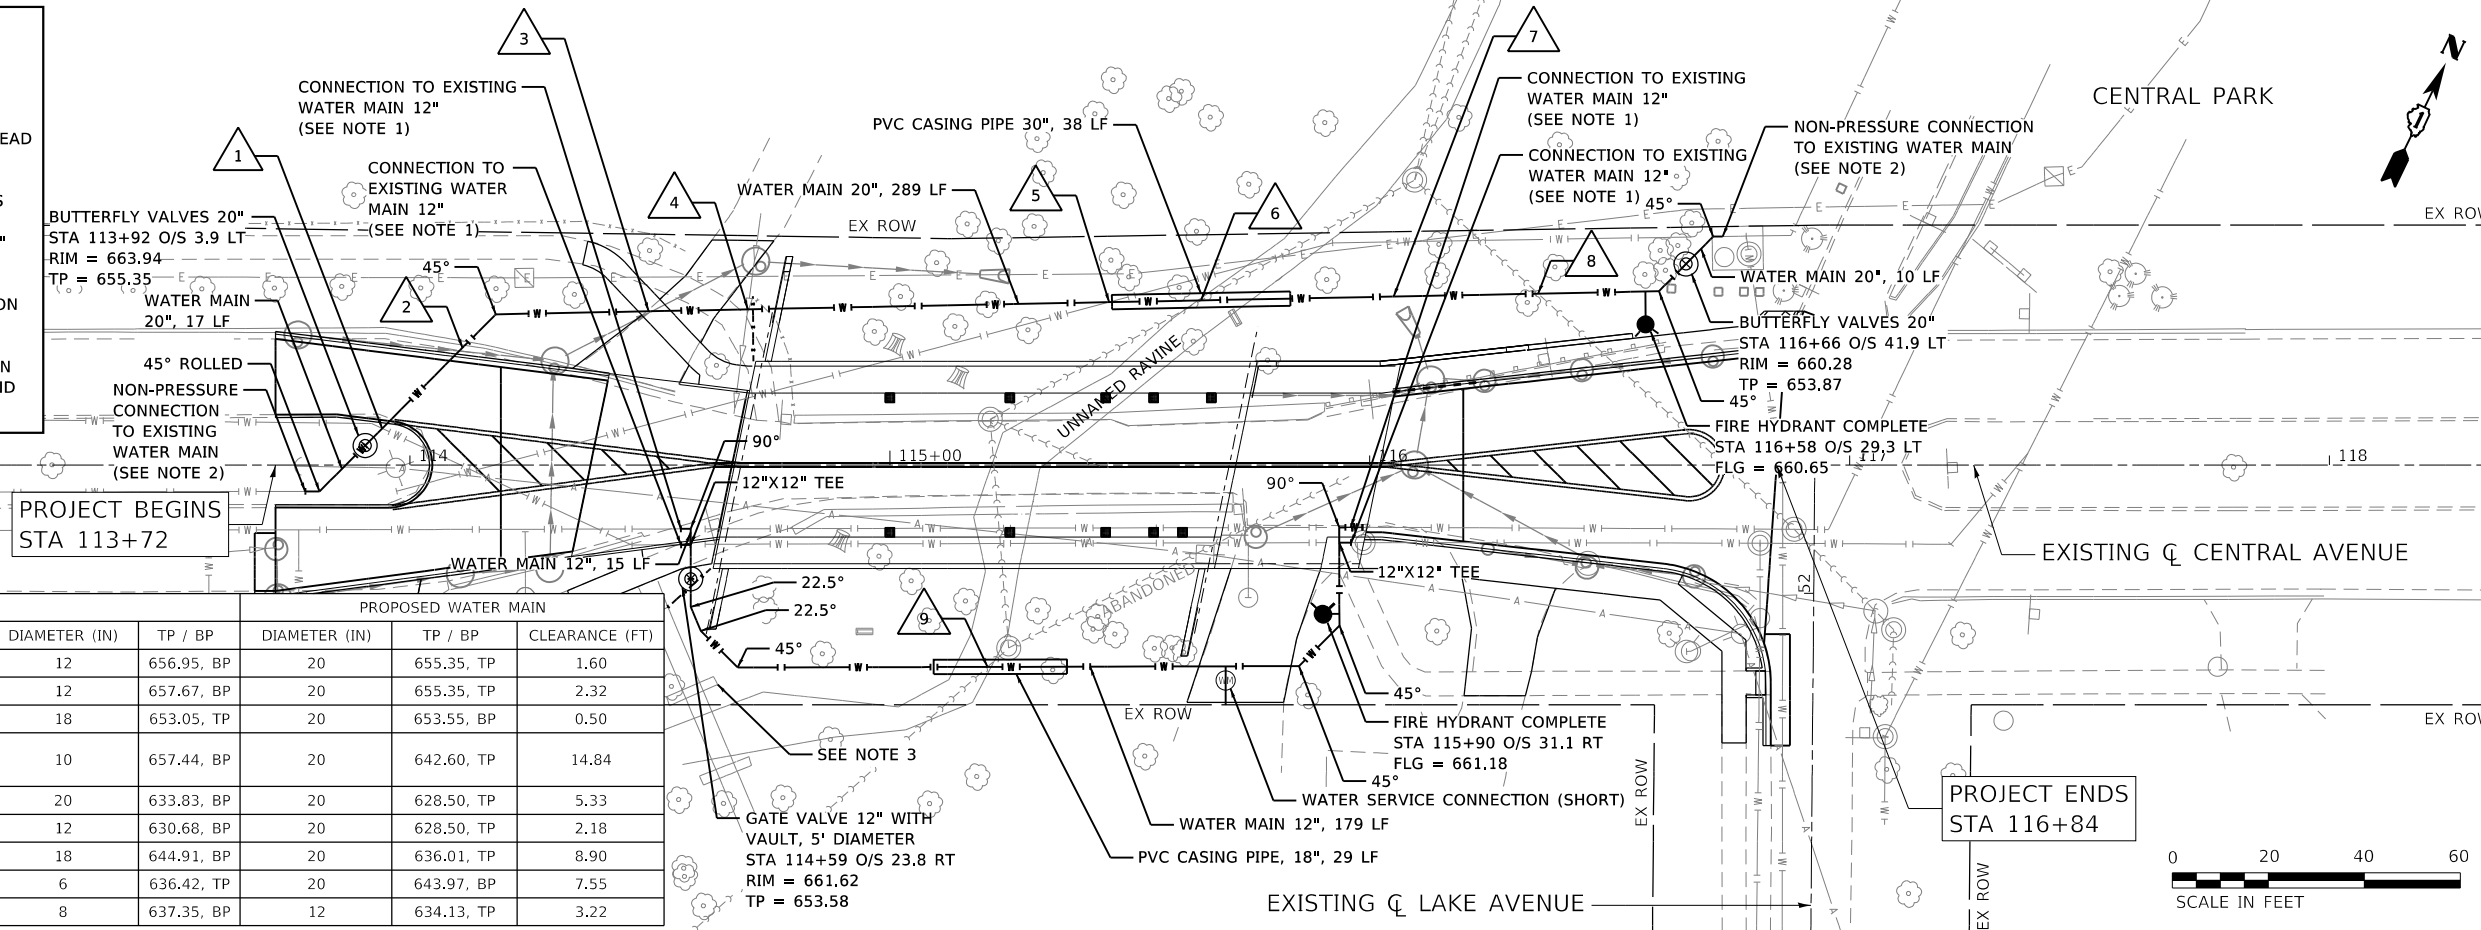 EAD
S
"
ON
N
ND
1
2
3
4
5
6
7
8
9
CONNECTION TO EXISTING
WATER MAIN 12"
(SEE NOTE 1)
CONNECTION TO
EXISTING WATER
MAIN 12"
(SEE NOTE 1)
BUTTERFLY VALVES 20"
STA 113+92 O/S 3.9 LT
RIM = 663.94
TP = 655.35
45°
WATER MAIN
20", 17 LF
45° ROLLED
NON-PRESSURE
CONNECTION
TO EXISTING
WATER MAIN
(SEE NOTE 2)
PROJECT BEGINS
STA 113+72
PVC CASING PIPE 30", 38 LF
WATER MAIN 20", 289 LF
EX ROW
CONNECTION TO EXISTING
WATER MAIN 12"
(SEE NOTE 1)
CONNECTION TO EXISTING
WATER MAIN 12"
(SEE NOTE 1)
45°
NON-PRESSURE CONNECTION
TO EXISTING WATER MAIN
(SEE NOTE 2)
CENTRAL PARK
N
1
EX ROW
WATER MAIN 20", 10 LF
BUTTERFLY VALVES 20"
STA 116+66 O/S 41.9 LT
RIM = 660.28
TP = 653.87
45°
FIRE HYDRANT COMPLETE
STA 116+58 O/S 29.3 LT
FLG = 660.65
UNNAMED RAVINE
114
115+00
116
117
118
90°
12"X12" TEE
90°
12"X12" TEE
WATER MAIN 12", 15 LF
22.5°
22.5°
45°
ABANDONED
WM
52
EXISTING ℄ CENTRAL AVENUE
EX ROW
SEE NOTE 3
45°
FIRE HYDRANT COMPLETE
STA 115+90 O/S 31.1 RT
FLG = 661.18
45°
WATER SERVICE CONNECTION (SHORT)
WATER MAIN 12", 179 LF
PVC CASING PIPE, 18", 29 LF
GATE VALVE 12" WITH
VAULT, 5' DIAMETER
STA 114+59 O/S 23.8 RT
RIM = 661.62
TP = 653.58
EX ROW
EXISTING ℄ LAKE AVENUE
EX ROW
EX ROW
PROJECT ENDS
STA 116+84
0 20 40 60
SCALE IN FEET
PROPOSED WATER MAIN
DIAMETER (IN) TP / BP DIAMETER (IN) TP / BP CLEARANCE (FT)
12 656.95, BP 20 655.35, TP 1.60
12 657.67, BP 20 655.35, TP 2.32
18 653.05, TP 20 653.55, BP 0.50
10 657.44, BP 20 642.60, TP 14.84
20 633.83, BP 20 628.50, TP 5.33
12 630.68, BP 20 628.50, TP 2.18
18 644.91, BP 20 636.01, TP 8.90
6 636.42, TP 20 643.97, BP 7.55
8 637.35, BP 12 634.13, TP 3.22